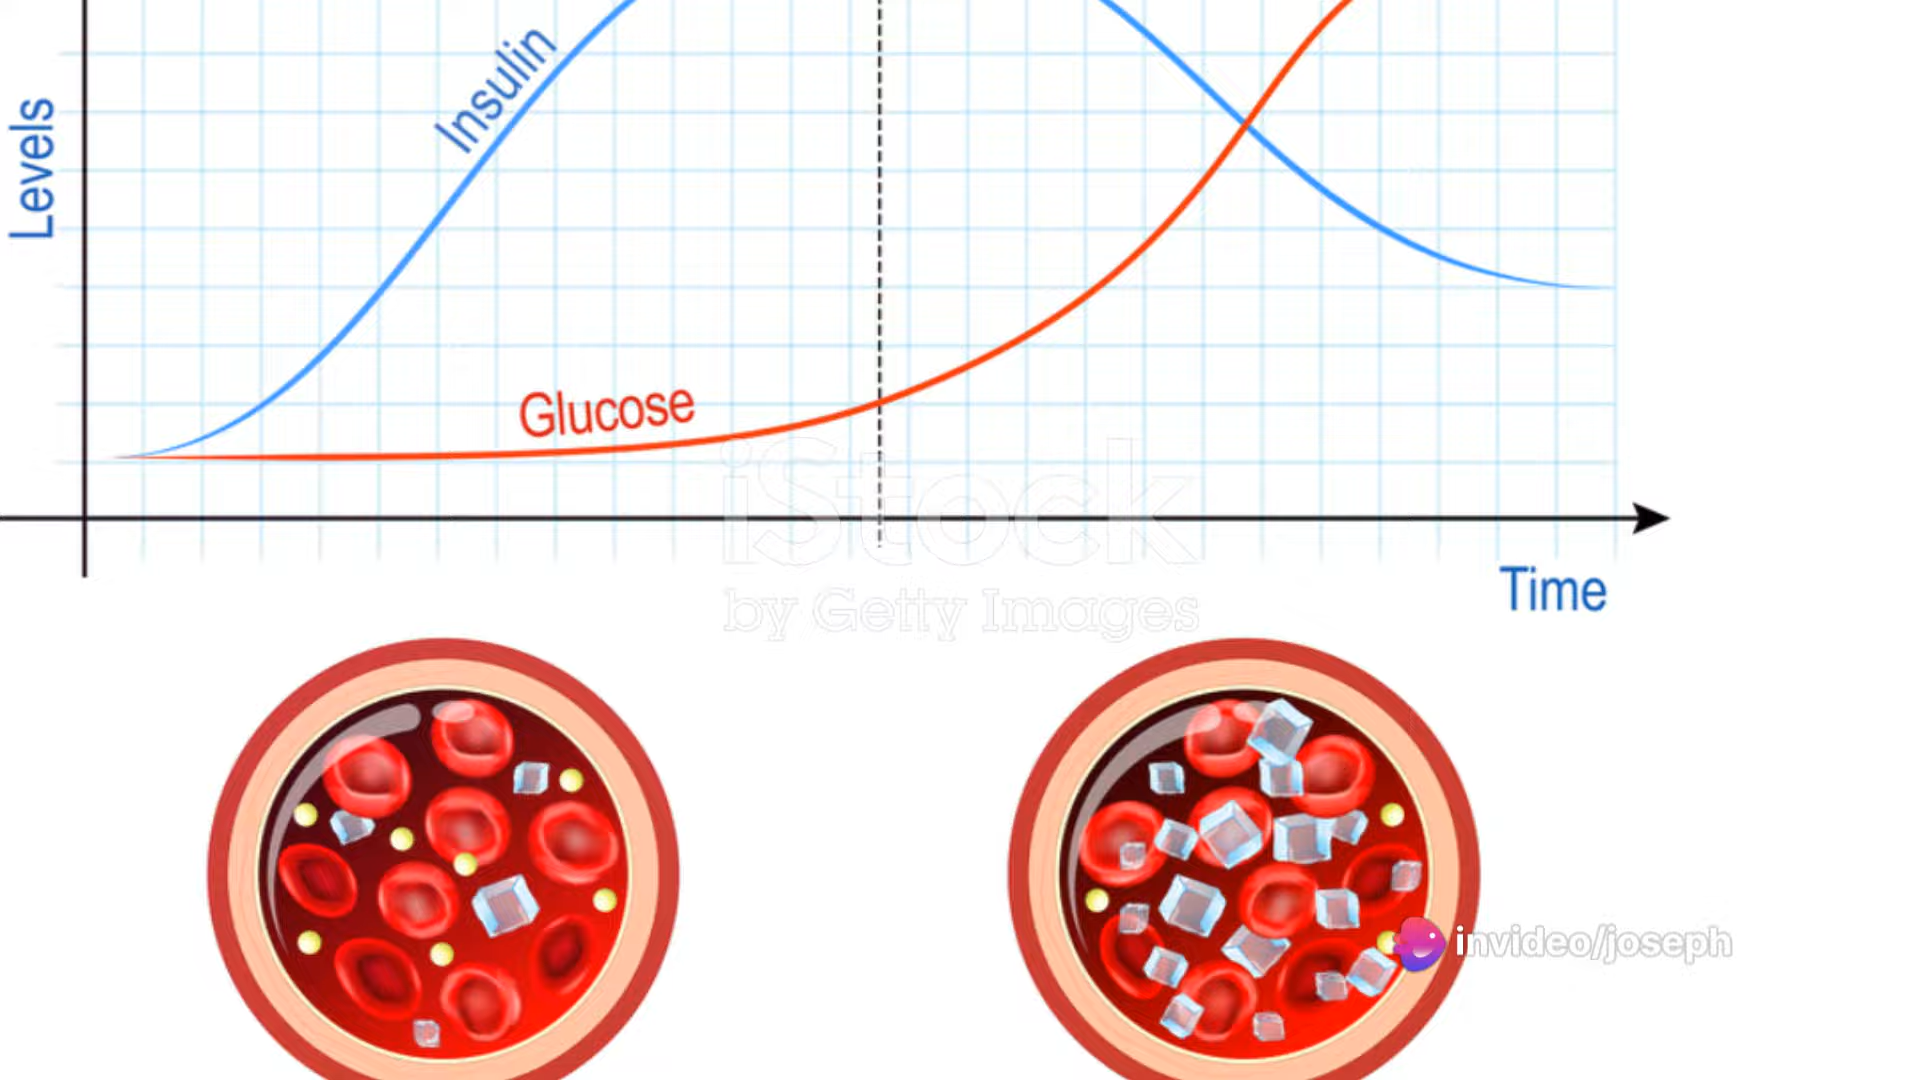 Insulin
Levels
Glucose
iStock
by Getty Images
Time
invideo/joseph